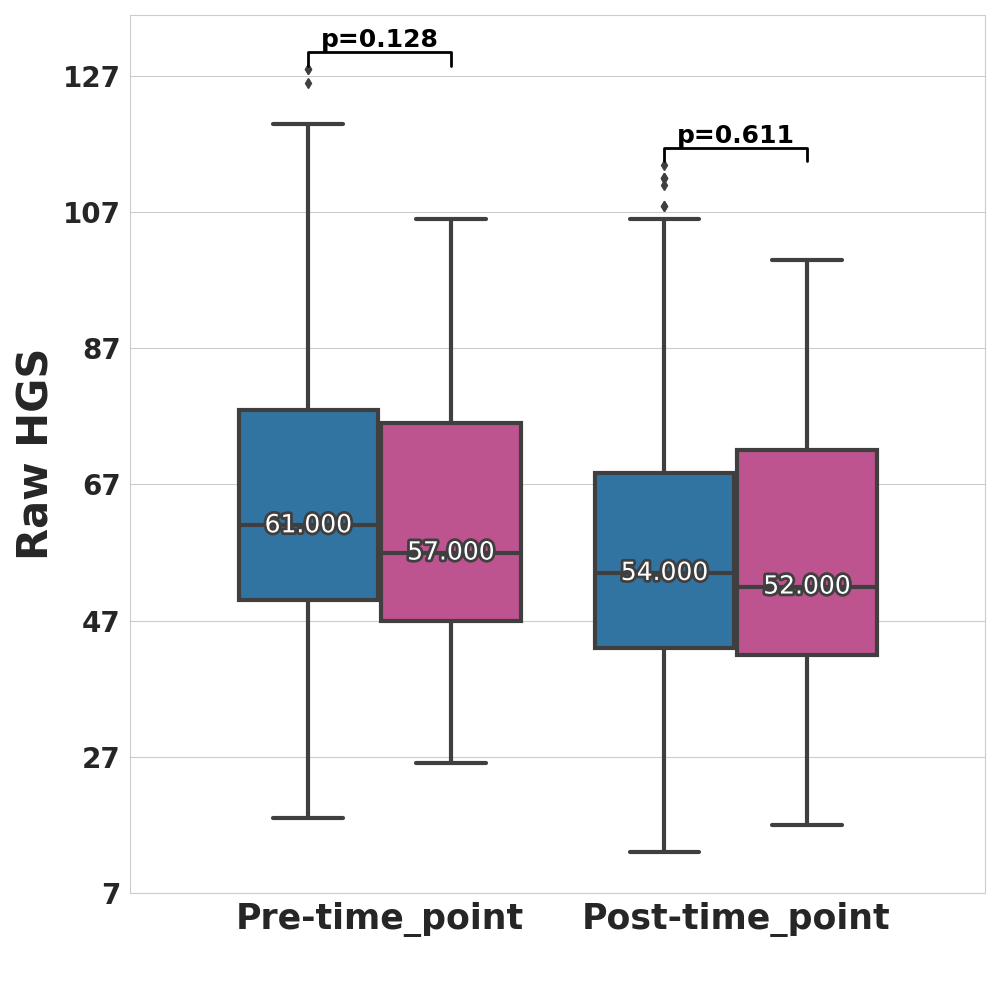 p=0.128
127
p=0.611
107
87
Raw HGS
67
61.000
57.000
54.000
52.000
47
27
7
Pre-time_point
Post-time_point